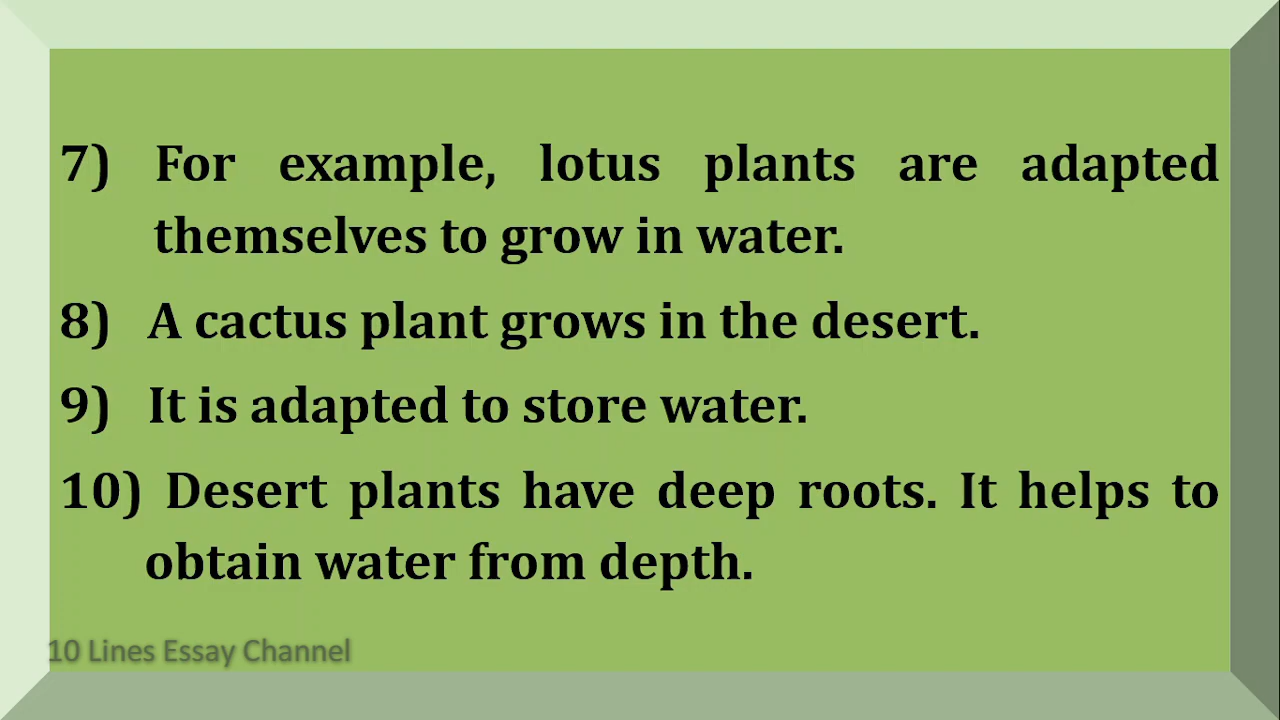 7) For example, lotus plants are adapted
themselves to grow in water.
8) A cactus plant grows in the desert.
9) It is adapted to store water.
10) Desert plants have deep roots. It helps to
obtain water from depth.
10 Lines Essay Channel